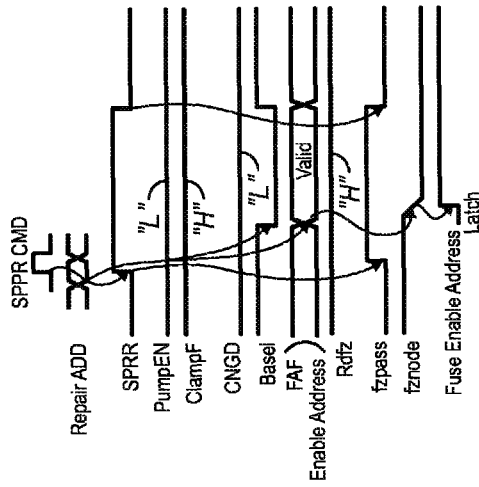 SPPR CMD
Repair ADD
SPRR
PumpEN
"L"
ClampF
"H"
CNGD
"L"
Basel
FAF
Enable Address
Valid
Rdfz
"H"
fzpass
fznode
Fuse Enable Address
Latch